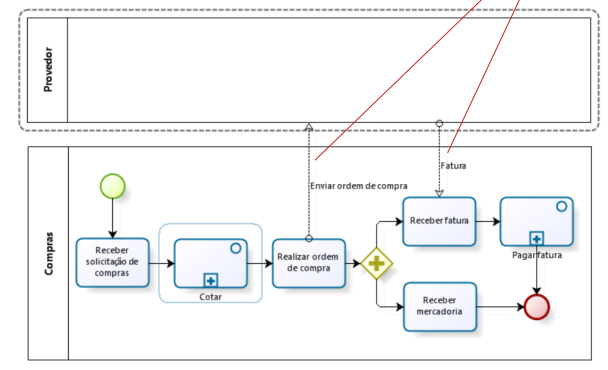 Provedor
Enviar ordem de compra
Fatura
Compras
Receber
solicitação de
compras
Cotar
Realizar ordem
de compra
Receber fatura
Pagar fatura
Receber
mercadoria